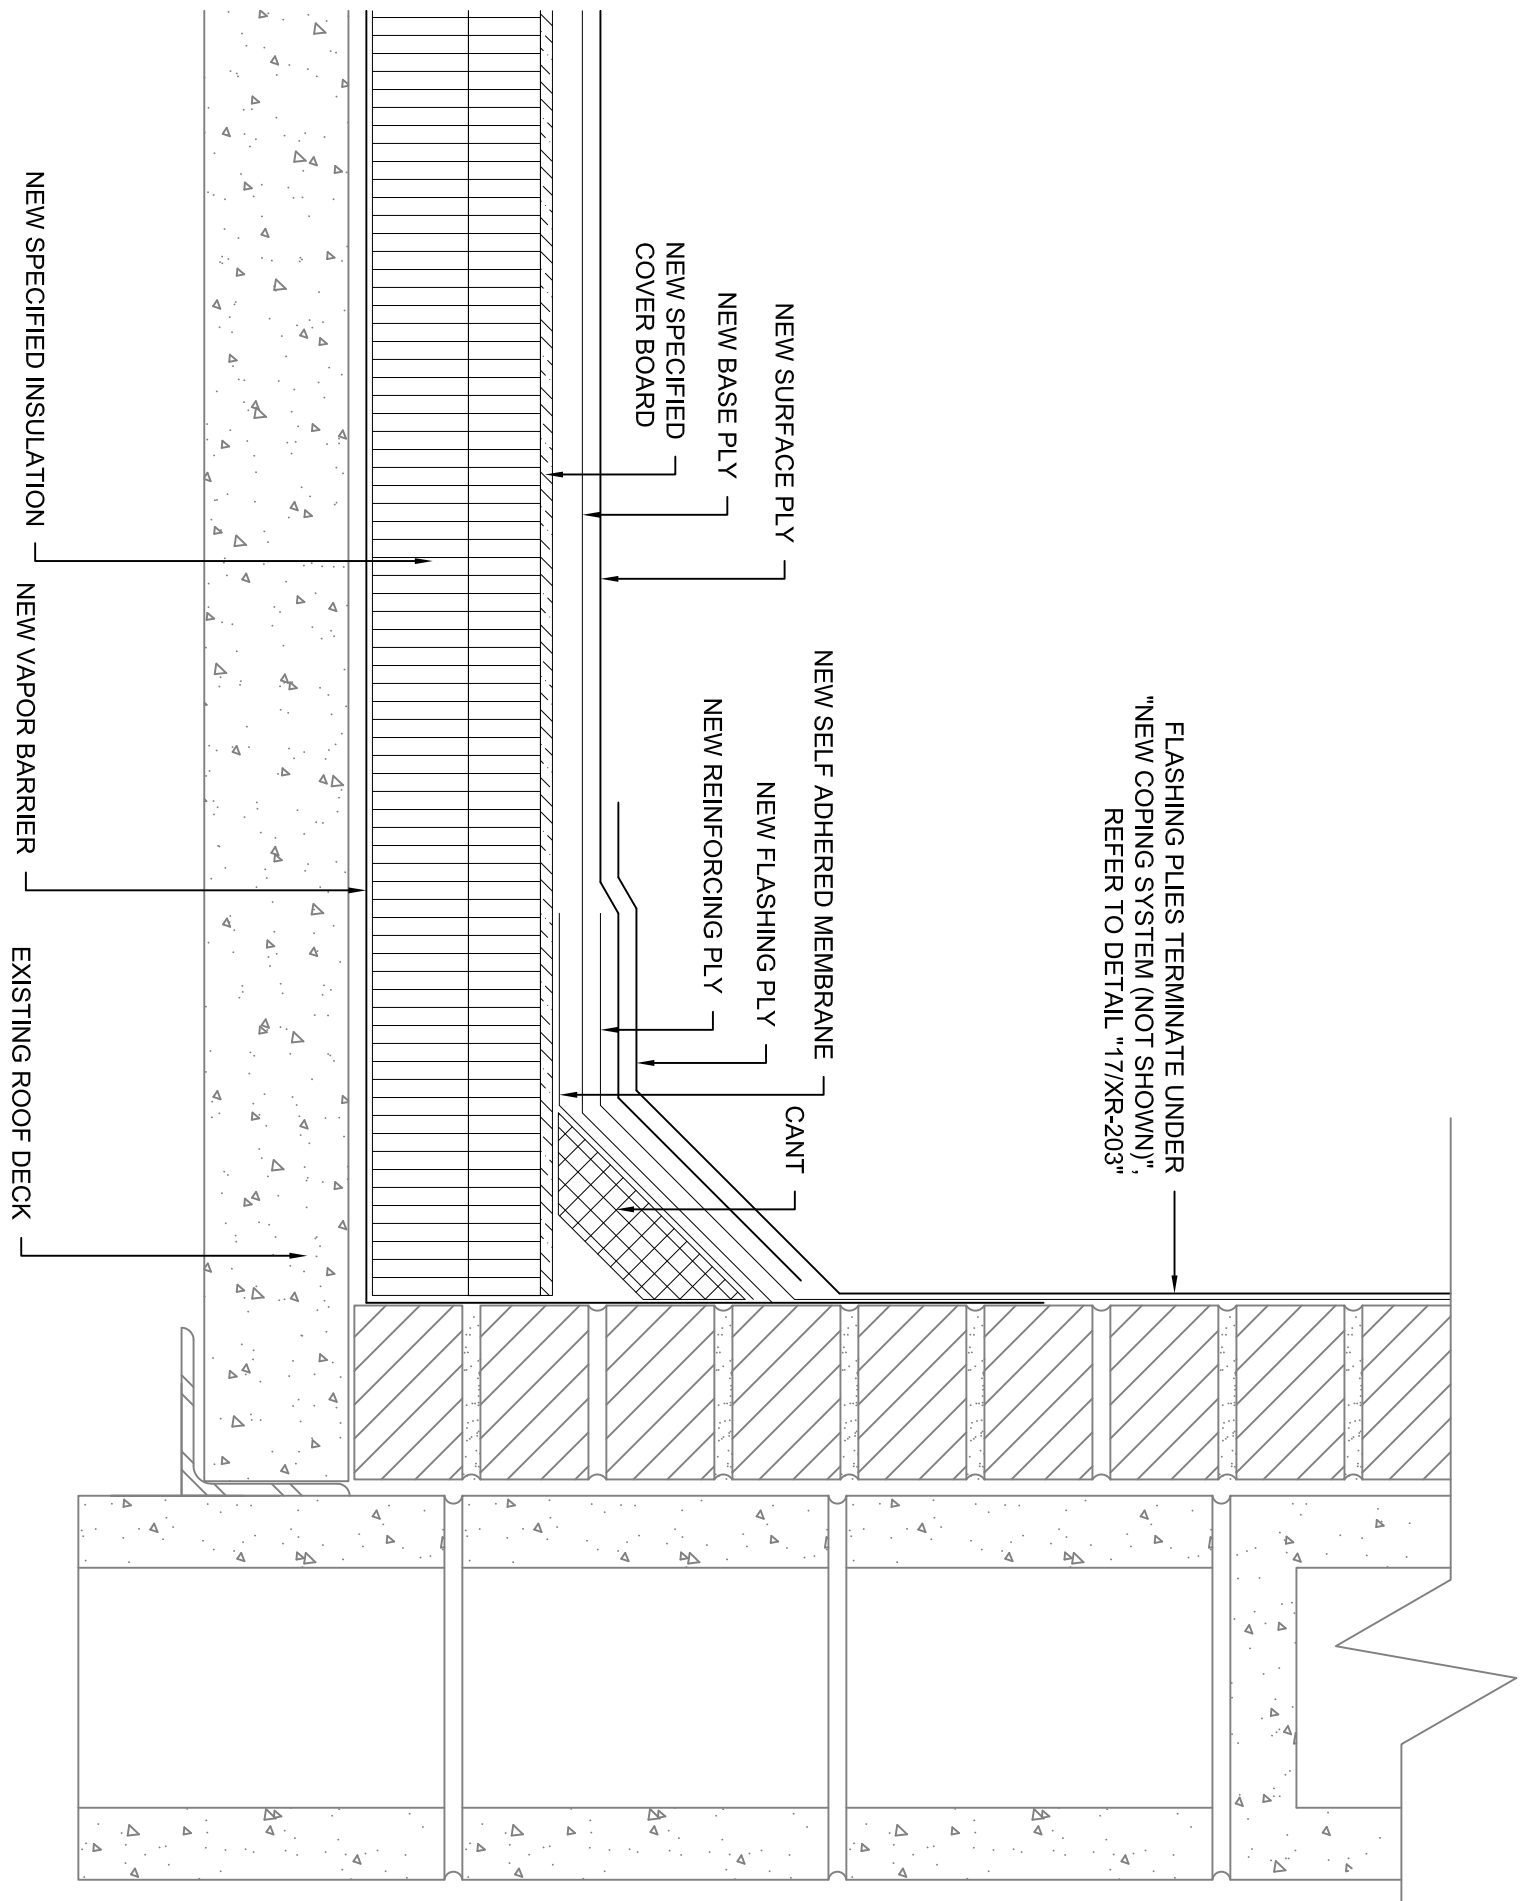 FLASHING PLIES TERMINATE UNDER
"NEW COPING SYSTEM (NOT SHOWN)",
REFER TO DETAIL "17/XR-203"
NEW SURFACE PLY
NEW BASE PLY
NEW SPECIFIED
COVER BOARD
NEW SELF ADHERED MEMBRANE
NEW FLASHING PLY
NEW REINFORCING PLY
CANT
NEW SPECIFIED INSULATION
NEW VAPOR BARRIER
EXISTING ROOF DECK